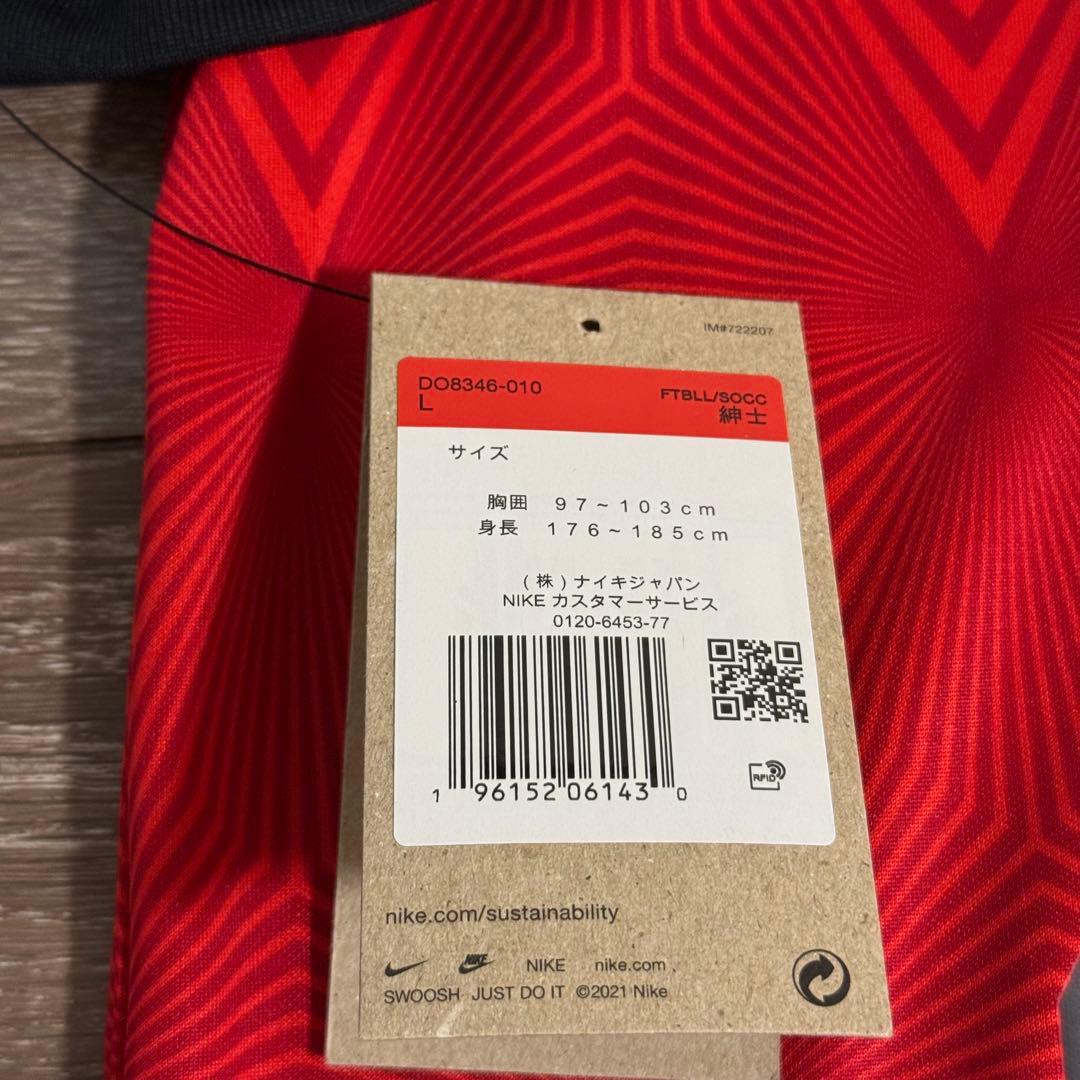 IM#722207
DO8346-010
L
FTBLL/SOCC
紳士
サイズ
胸囲 97~103cm
身長 176~185cm
(株)ナイキジャパン
NIKE カスタマーサービス
0120-6453-77
1 96152 06143 0
RFID
nike.com/sustainability
NIKE NIKE nike.com
SWOOSH JUST DO IT ©2021 Nike